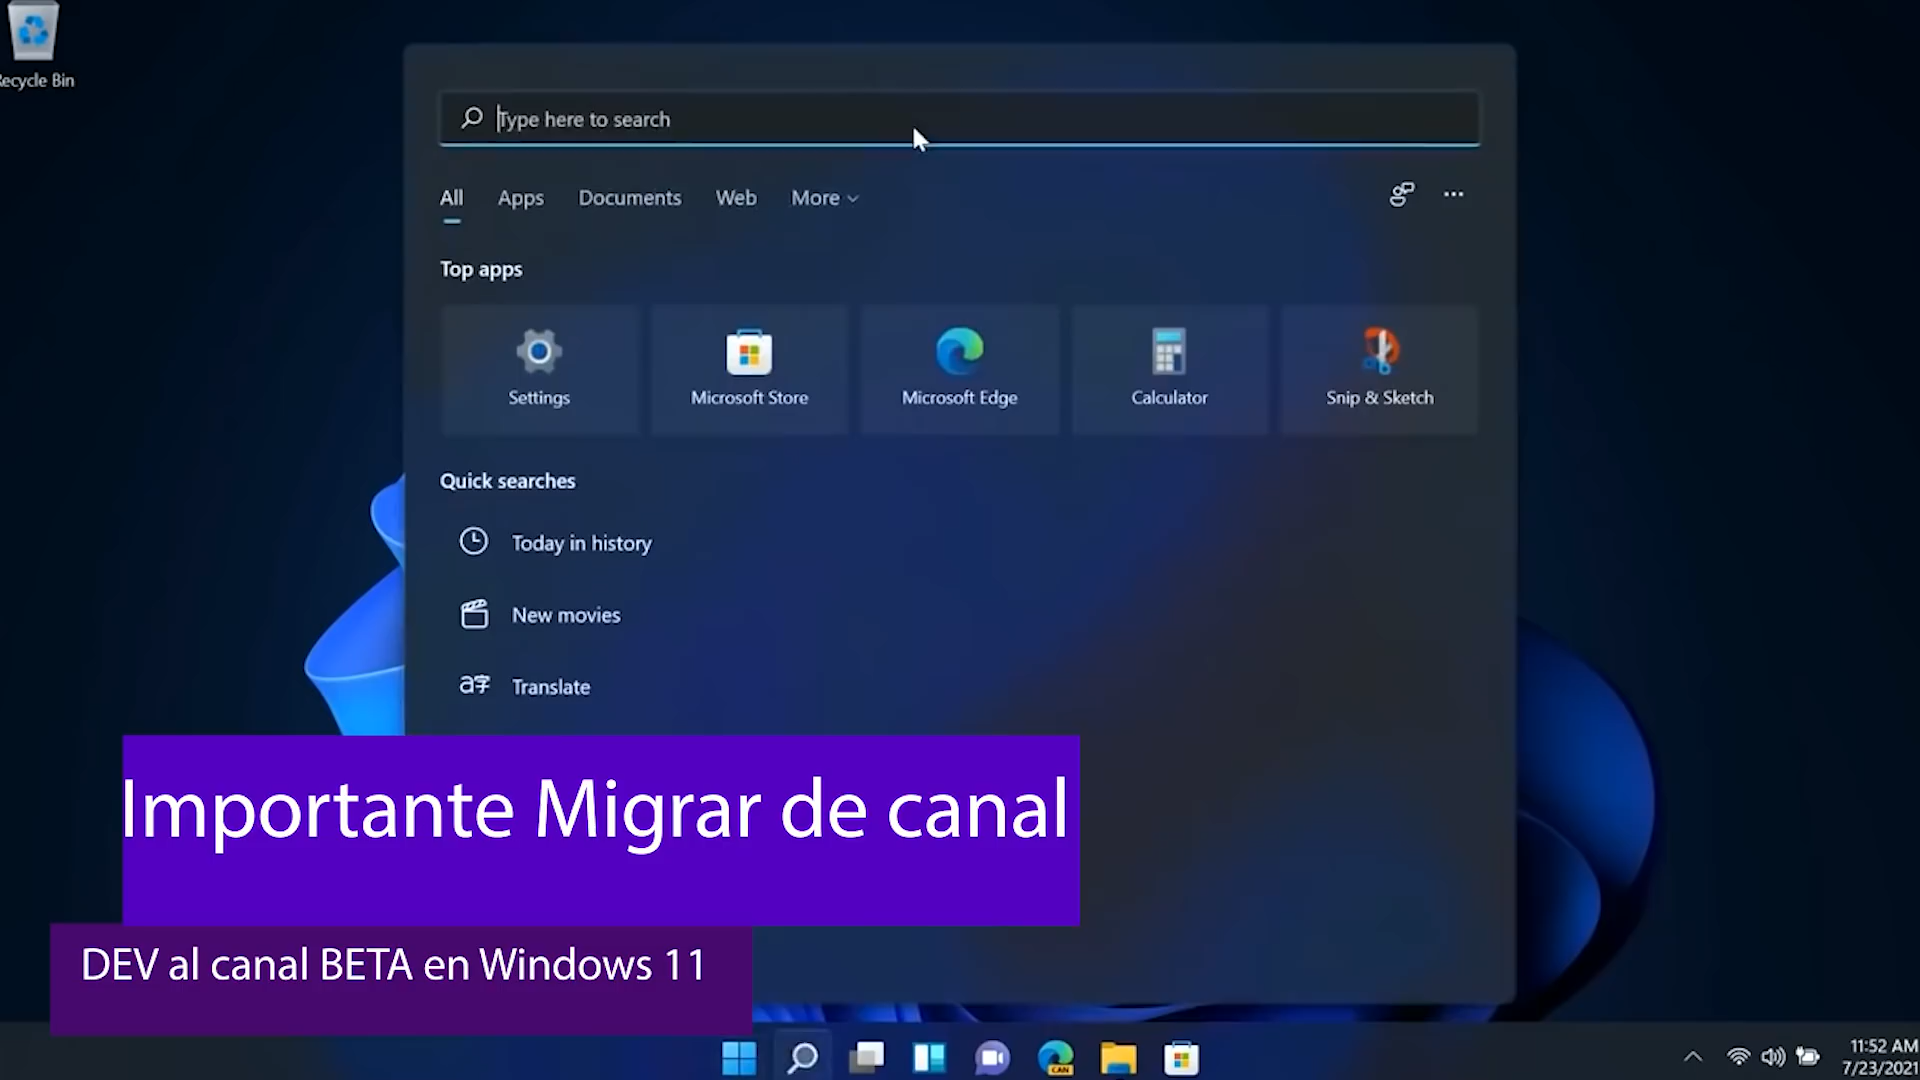 Recycle Bin
Type here to search
All Apps Documents Web More
Top apps
Settings Microsoft Store Microsoft Edge Calculator Snip & Sketch
Quick searches
Today in history
New movies
Translate
Importante Migrar de canal
DEV al canal BETA en Windows 11
CAN
11:52 AM
7/23/2021